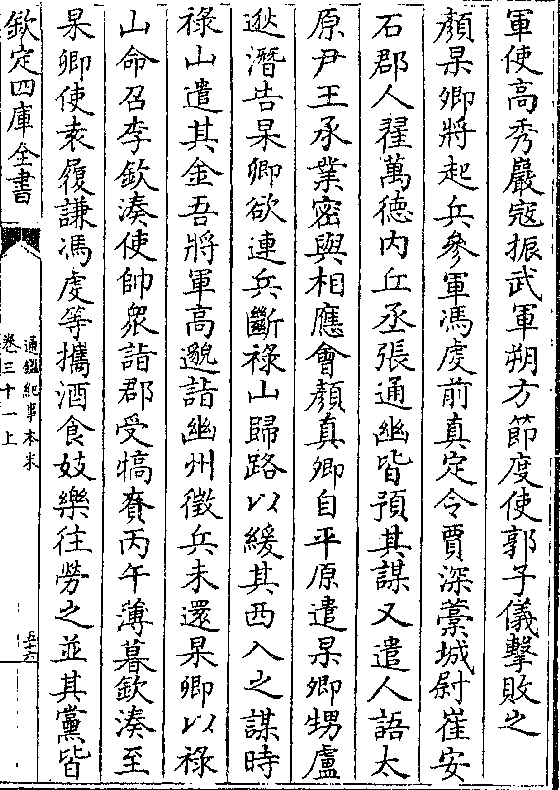 軍使高秀巖冦振武軍朔方節度使郭子儀擊敗之
顏杲卿將起兵參軍馮虔前真定令賈深藁城尉崔安
石郡人翟萬徳内丘丞張通幽皆預其謀又遣人語太
原尹王承業密與相應會顏真卿自平原遣杲卿甥盧
逖潛告杲卿欲連兵斷祿山歸路以緩其西入之謀時
祿山遣其金吾將軍高邈詣幽州徵兵未還杲卿以祿
山命召李欽湊使帥衆詣郡受犒賚丙午薄暮欽湊至
杲卿使袁履謙馮虔等攜酒食妓樂往勞之並其黨皆
欽定四庫全書
通鑑紀事本末
卷三十一上
五十六